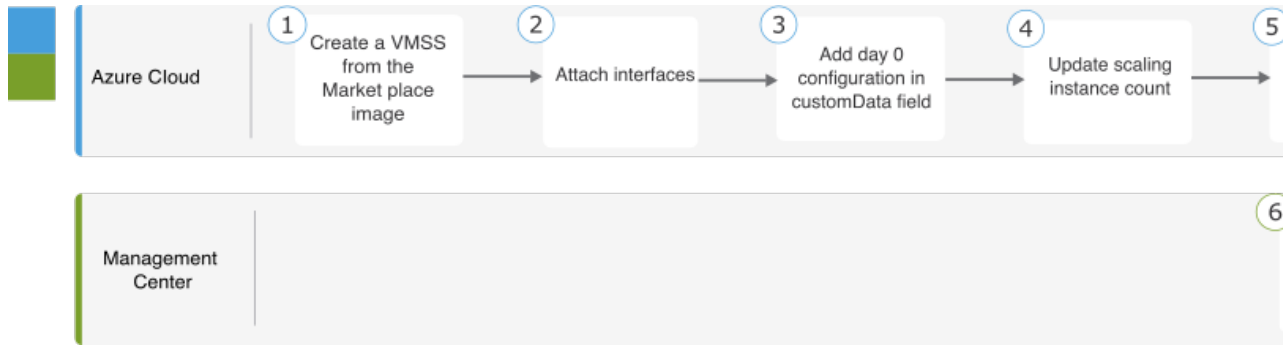 1
Create a VMSS
from the
Market place
image
2
Attach interfaces
3
Add day 0
configuration in
customData field
4
Update scaling
instance count
5
Azure Cloud
6
Management
Center